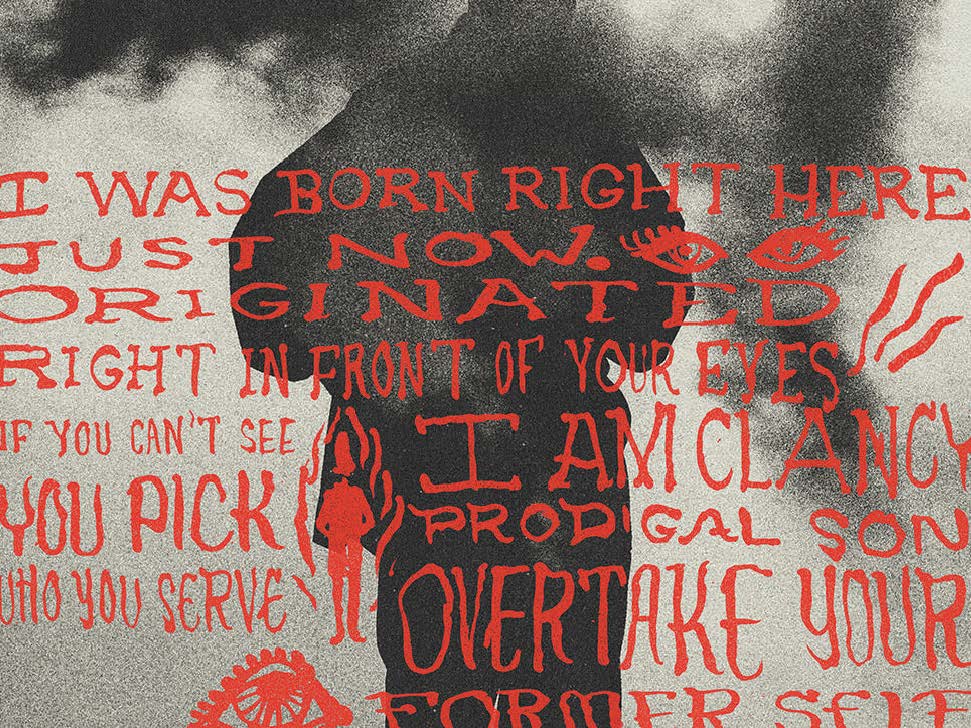 I WAS BORN RIGHT HERE
JUST NOW.
ORIGINATED
RIGHT IN FRONT OF YOUR EYES
IF YOU CAN'T SEE
YOU PICK
WHO YOU SERVE
I AM CLANCY
PRODIGAL SON
OVERTAKE YOUR
FORMER SELF